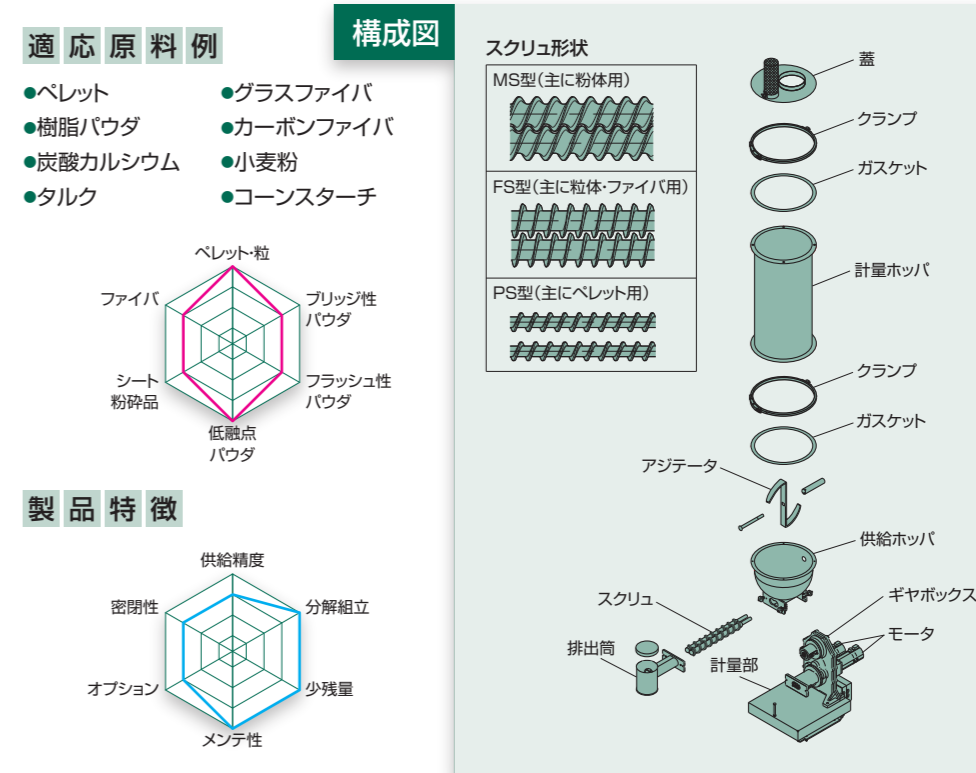 適応原料例
●ペレット
●樹脂パウダ
●炭酸カルシウム
●タルク
●グラスファイバ
●カーボンファイバ
●小麦粉
●コーンスターチ
ペレット・粒
ファイバ
ブリッジ性
パウダ
シート
粉砕品
フラッシュ性
パウダ
低融点
パウダ
製品特徴
供給精度
密閉性
分解組立
オプション
少残量
メンテ性
構成図
スクリュ形状
MS型(主に粉体用)
FS型(主に粒体・ファイバ用)
PS型(主にペレット用)
蓋
クランプ
ガスケット
計量ホッパ
クランプ
ガスケット
アジテータ
供給ホッパ
スクリュ
ギヤボックス
モータ
排出筒
計量部